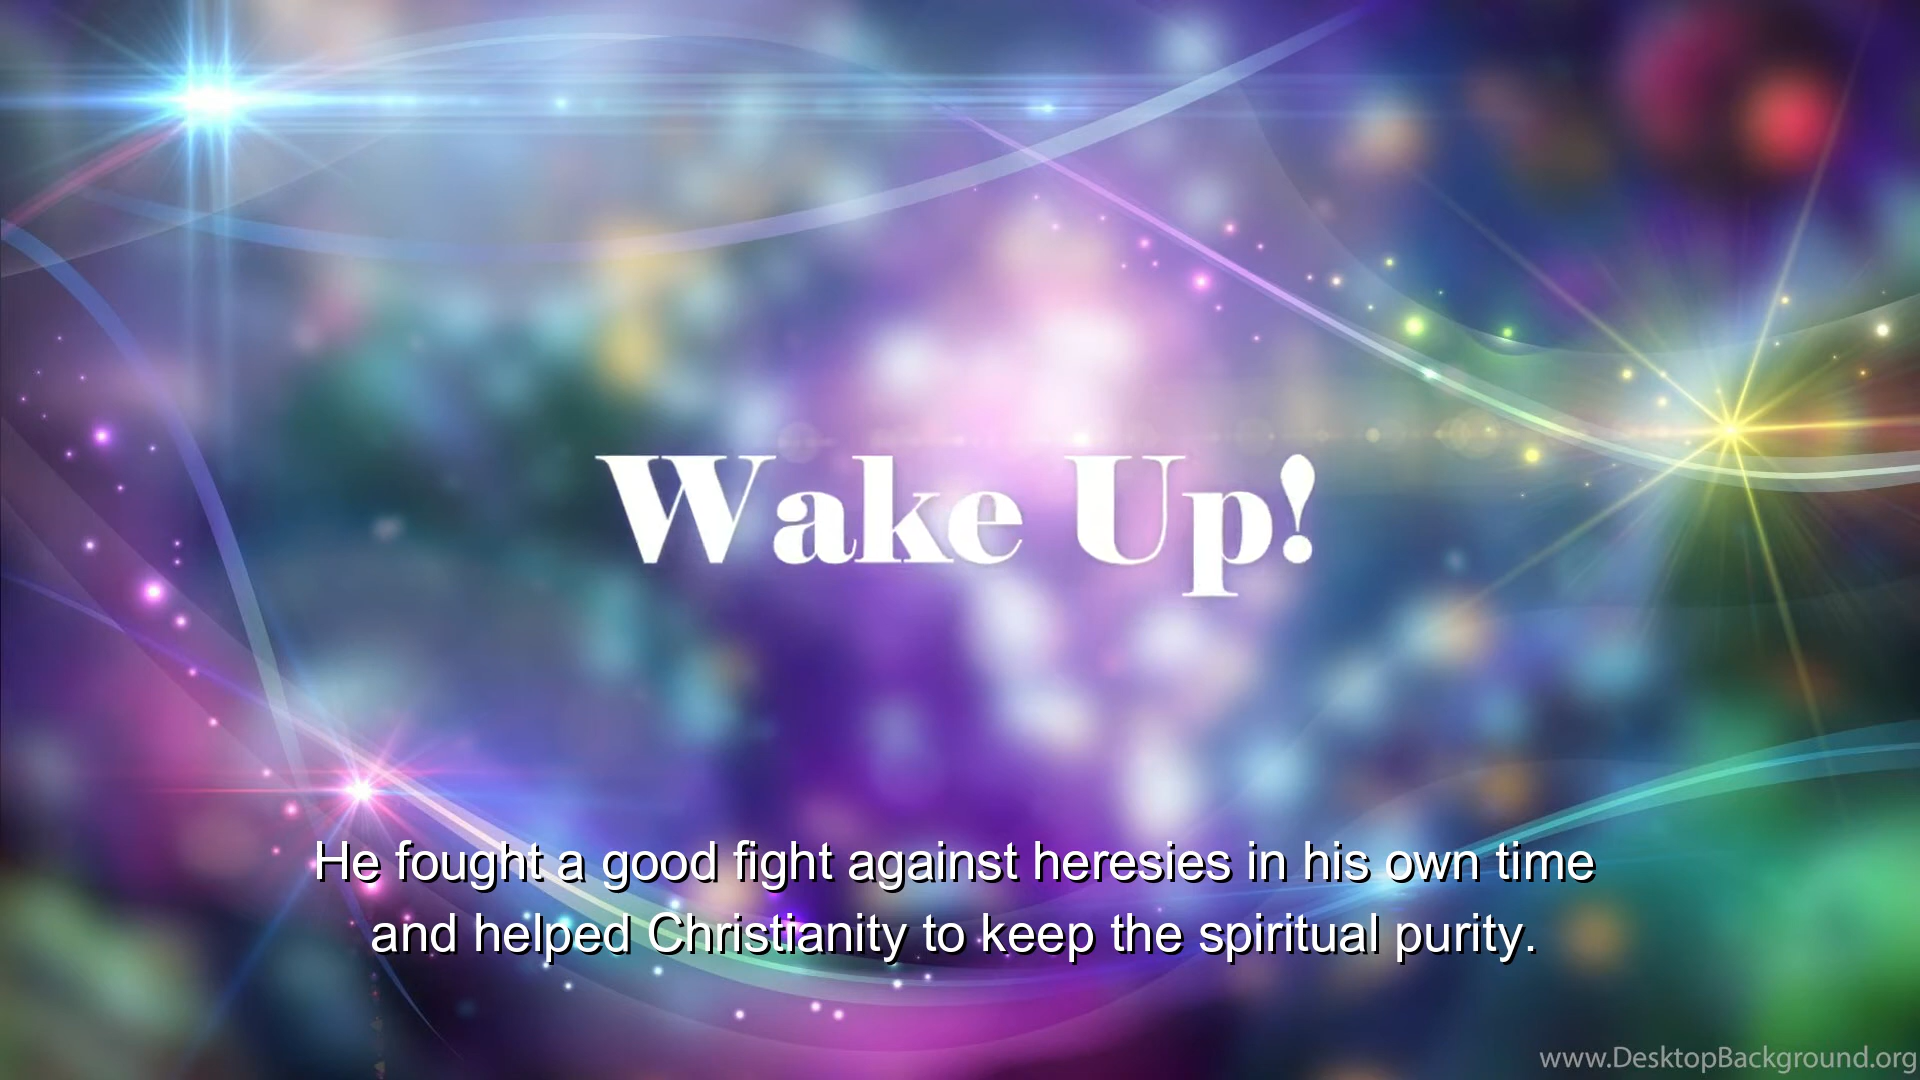 Wake Up!
He fought a good fight against heresies in his own time
and helped Christianity to keep the spiritual purity.
www.DesktopBackground.org